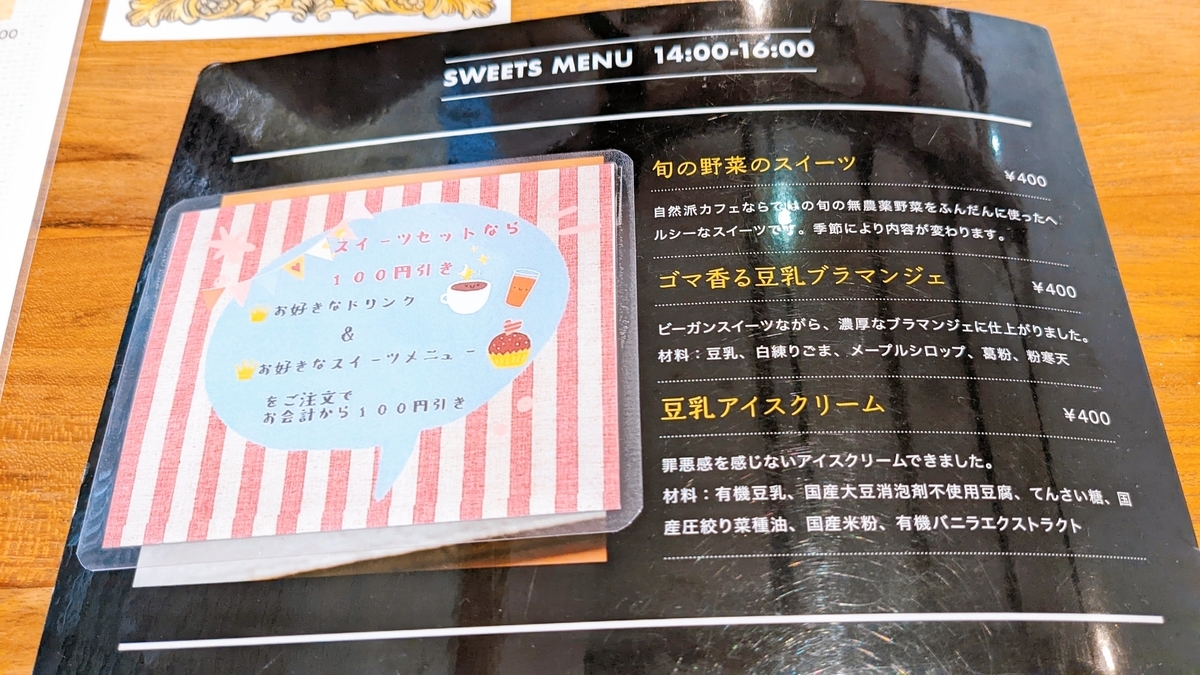 SWEETS MENU 14:00-16:00
スイーツセットなら
100円引き
お好きなドリンク
&
お好きなスイーツメニュー
をご注文で
お会計から100円引き
旬の野菜のスイーツ ¥400
自然派カフェならではの旬の無農薬野菜をふんだんに使ったヘ
ルシーなスイーツです。季節により内容が変わります。
ゴマ香る豆乳ブラマンジェ ¥400
ビーガンスイーツながら、濃厚なブラマンジェに仕上がりました。
材料：豆乳、白練りごま、メープルシロップ、葛粉、粉寒天
豆乳アイスクリーム ¥400
罪悪感を感じないアイスクリームできました。
材料：有機豆乳、国産大豆消泡剤不使用豆腐、てんさい糖、国
産圧絞り菜種油、国産米粉、有機バニラエクストラクト